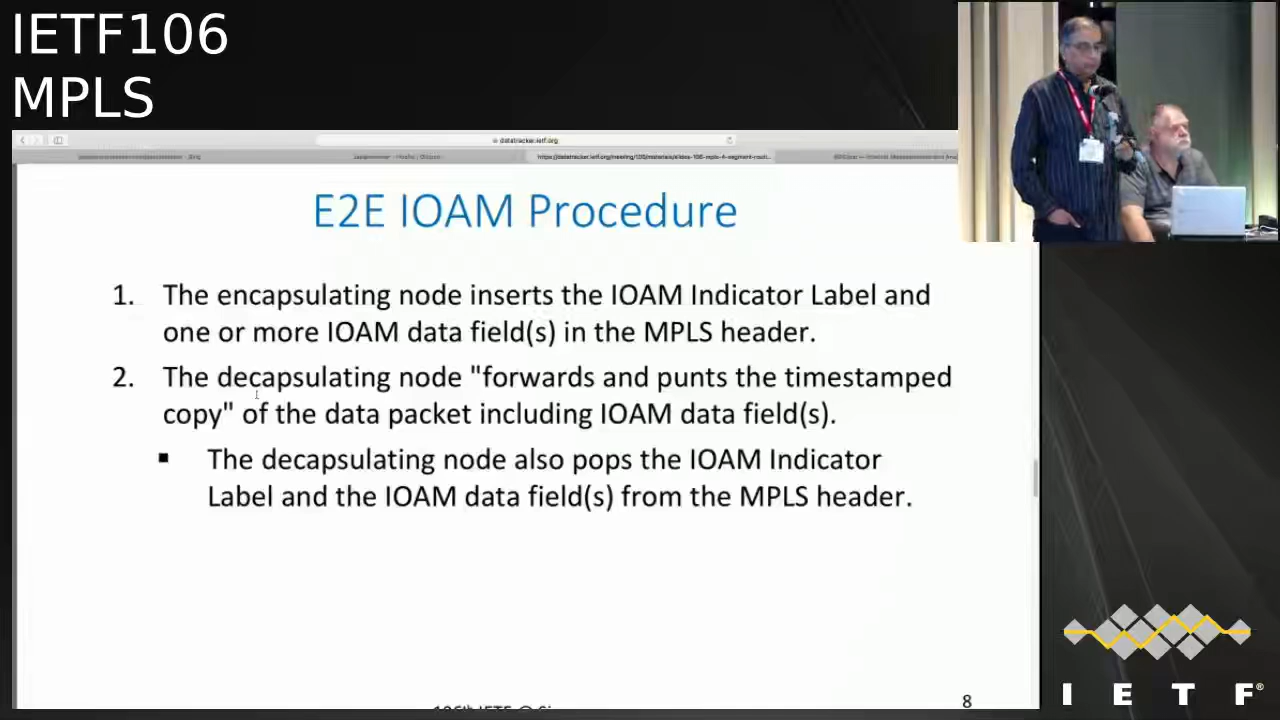 IETF106
MPLS
datatracker.ietf.org
E2E IOAM Procedure
1. The encapsulating node inserts the IOAM Indicator Label and
one or more IOAM data field(s) in the MPLS header.
2. The decapsulating node "forwards and punts the timestamped
copy" of the data packet including IOAM data field(s).
▪ The decapsulating node also pops the IOAM Indicator
Label and the IOAM data field(s) from the MPLS header.
8
I E T F®